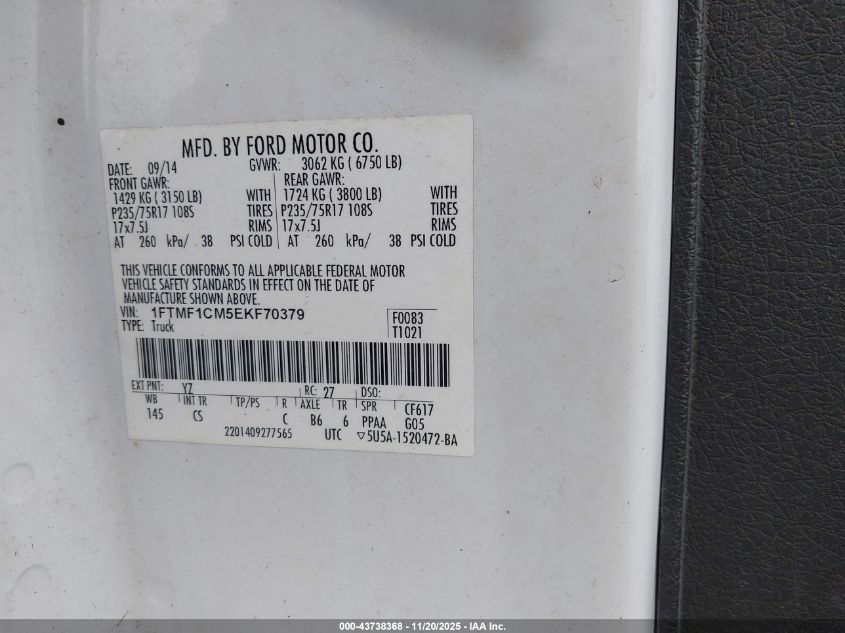 MFD. BY FORD MOTOR CO.
DATE: 09/14 GVWR: 3062 KG ( 6750 LB)
FRONT GAWR: REAR GAWR:
1429 KG ( 3150 LB) WITH 1724 KG ( 3800 LB) WITH
P235/75R17 108S TIRES P235/75R17 108S TIRES
17x7.5J RIMS 17x7.5J RIMS
AT 260 kPa/ 38 PSI COLD AT 260 kPa/ 38 PSI COLD
THIS VEHICLE CONFORMS TO ALL APPLICABLE FEDERAL MOTOR
VEHICLE SAFETY STANDARDS IN EFFECT ON THE DATE OF
MANUFACTURE SHOWN ABOVE.
VIN: 1FTMF1CM5EKF70379 F0083
TYPE: Truck T1021
EXT PNT: YZ RC: 27 DSO:
WB INT TR TP/PS R AXLE TR SPR CF617
145 CS C B6 6 PPAA G05
2201409277565 UTC ▽5U5A-1520472-BA
000-43738368 - 11/20/2025 - IAA Inc.